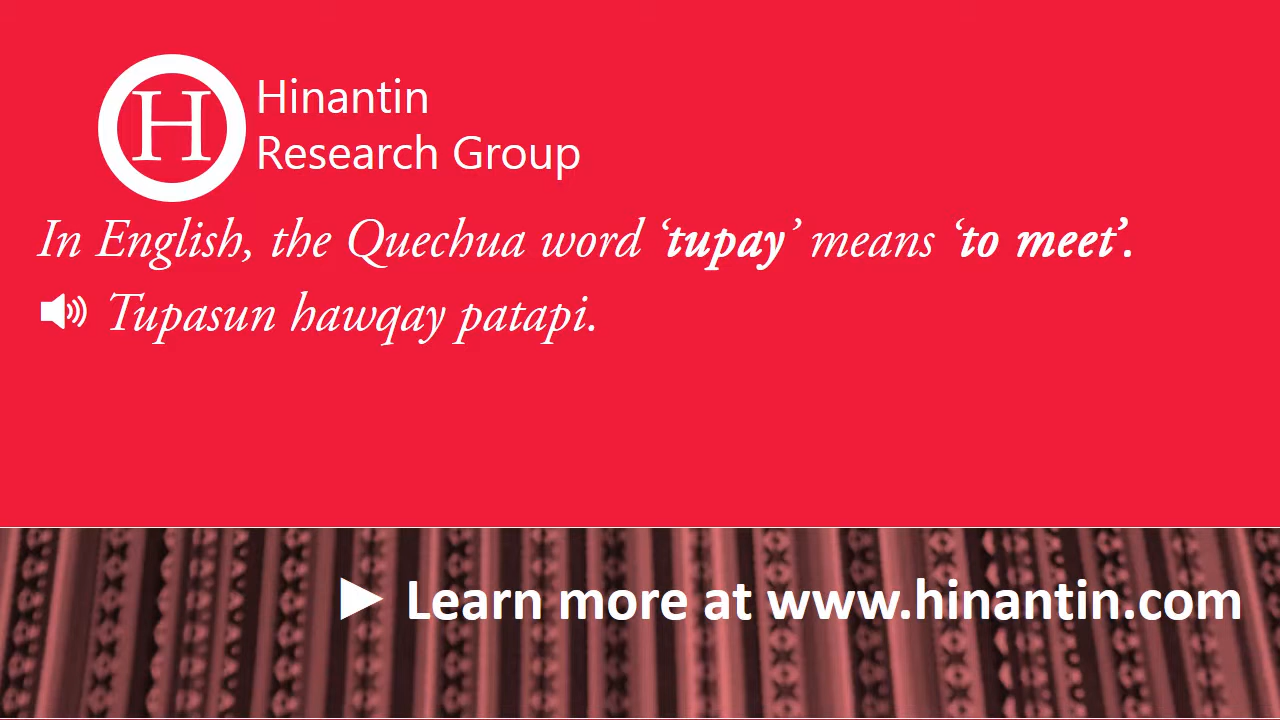 H
Hinantin
Research Group
In English, the Quechua word ‘tupay’ means ‘to meet’.
Tupasun hawqay patapi.
Learn more at www.hinantin.com